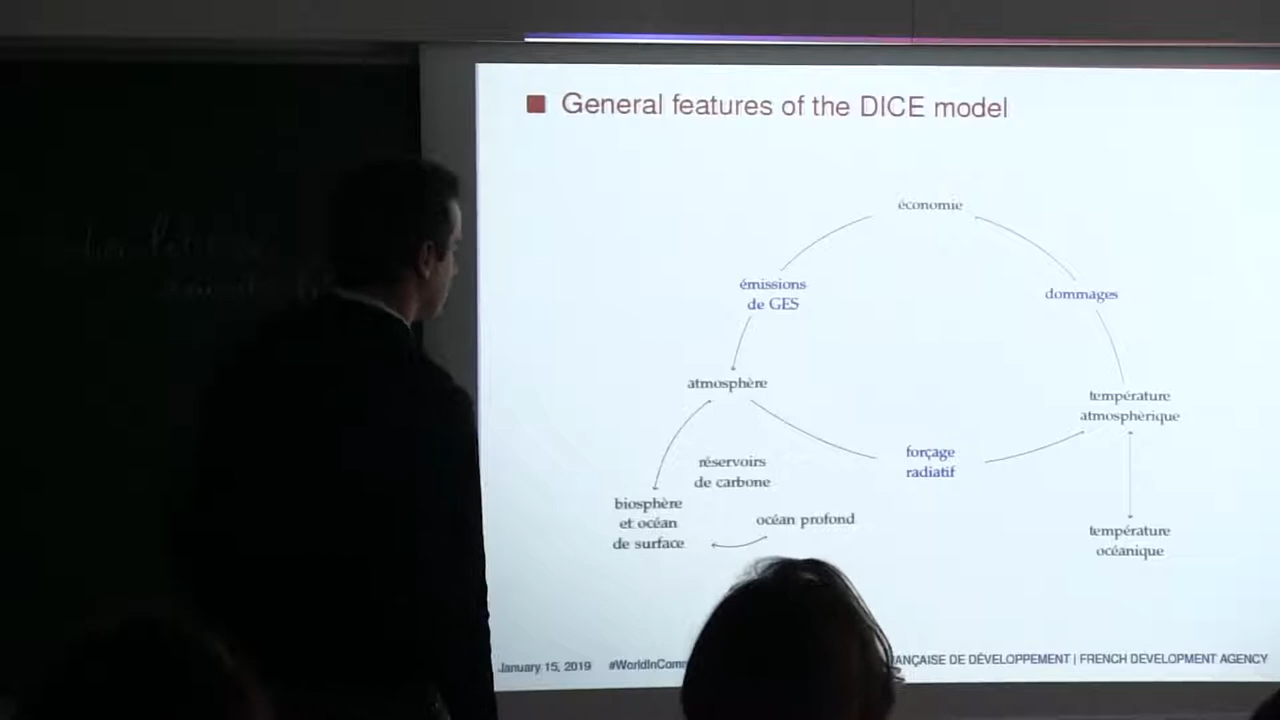 General features of the DICE model
économie
émissions
de GES
dommages
atmosphère
température
atmosphèrique
forçage
radiatif
réservoirs
de carbone
biosphère
et océan
de surface
océan profond
température
océanique
January 15, 2019 #WorldInComm
ANÇAISE DE DÉVELOPPEMENT | FRENCH DEVELOPMENT AGENCY